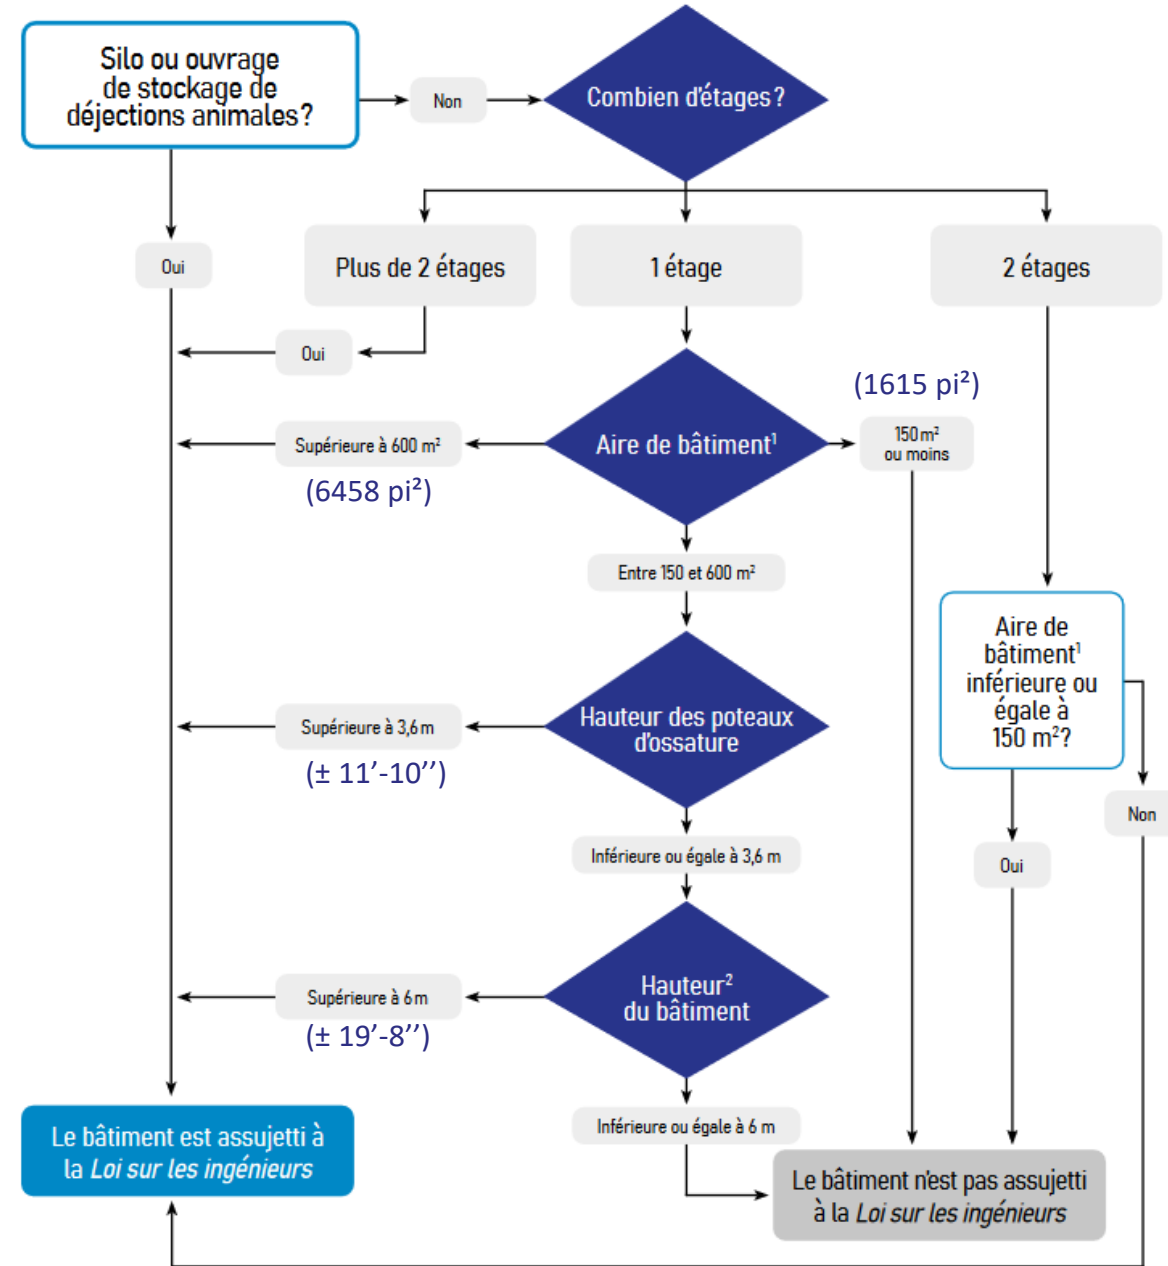 Silo ou ouvrage
de stockage de
déjections animales?
Non
Combien d'étages?
Oui
Plus de 2 étages
1 étage
2 étages
Oui
(1615 pi²)
Supérieure à 600 m²
Aire de bâtiment¹
150 m²
ou moins
(6458 pi²)
Entre 150 et 600 m²
Aire de
bâtiment¹
inférieure ou
égale à
150 m²?
Supérieure à 3,6 m
Hauteur des poteaux
d'ossature
(± 11’-10’’)
Non
Inférieure ou égale à 3,6 m
Oui
Supérieure à 6 m
Hauteur²
du bâtiment
(± 19’-8’’)
Inférieure ou égale à 6 m
Le bâtiment est assujetti à
la Loi sur les ingénieurs
Le bâtiment n'est pas assujetti
à la Loi sur les ingénieurs